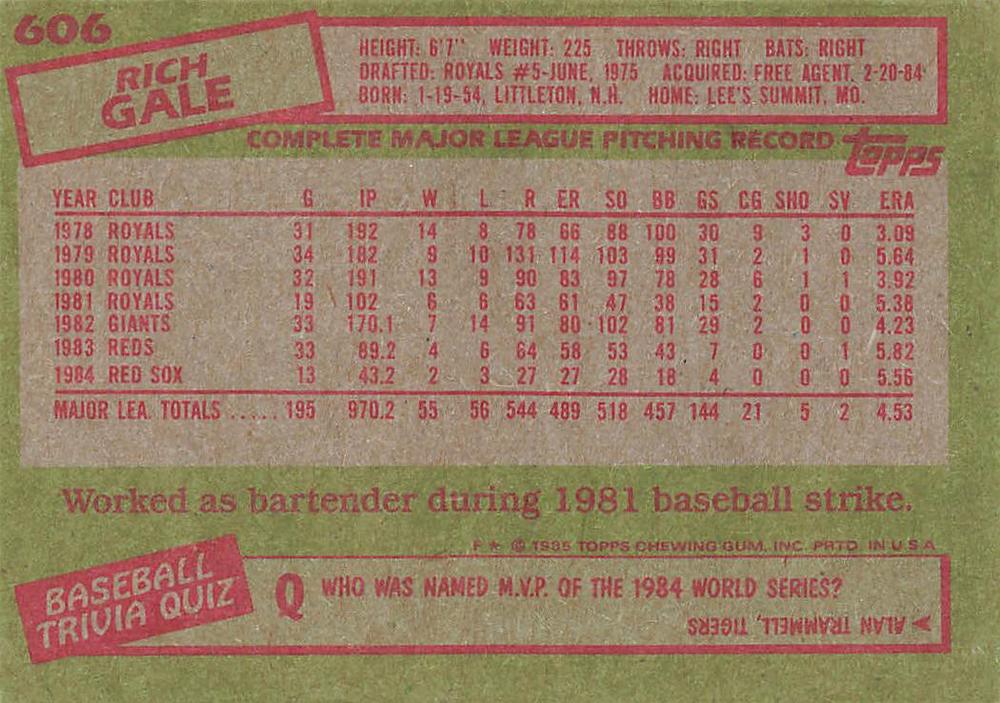 606
RICH
GALE
HEIGHT: 6'7" WEIGHT: 225 THROWS: RIGHT BATS: RIGHT
DRAFTED: ROYALS #5-JUNE, 1975 ACQUIRED: FREE AGENT, 2-20-84
BORN: 1-19-54, LITTLETON, N.H. HOME: LEE'S SUMMIT, MO.
COMPLETE MAJOR LEAGUE PITCHING RECORD topps
YEAR CLUB G IP W L R ER SO BB GS CG SHO SV ERA
1978 ROYALS 31 192 14 8 78 66 88 100 30 9 3 0 3.09
1979 ROYALS 34 182 9 10 131 114 103 99 31 2 1 0 5.64
1980 ROYALS 32 191 13 9 90 83 97 78 28 6 1 1 3.92
1981 ROYALS 19 102 6 6 63 61 47 38 15 2 0 0 5.38
1982 GIANTS 33 170.1 7 14 91 80 102 81 29 2 0 0 4.23
1983 REDS 33 89.2 4 6 64 58 53 43 7 0 0 1 5.82
1984 RED SOX 13 43.2 2 3 27 27 28 18 4 0 0 0 5.56
MAJOR LEA. TOTALS ..... 195 970.2 55 56 544 489 518 457 144 21 5 2 4.53
Worked as bartender during 1981 baseball strike.
F ★ © 1985 TOPPS CHEWING GUM, INC. PRTD. IN U S A
BASEBALL
TRIVIA QUIZ
Q WHO WAS NAMED M.V.P. OF THE 1984 WORLD SERIES?
ALAN TRAMMELL, TIGERS